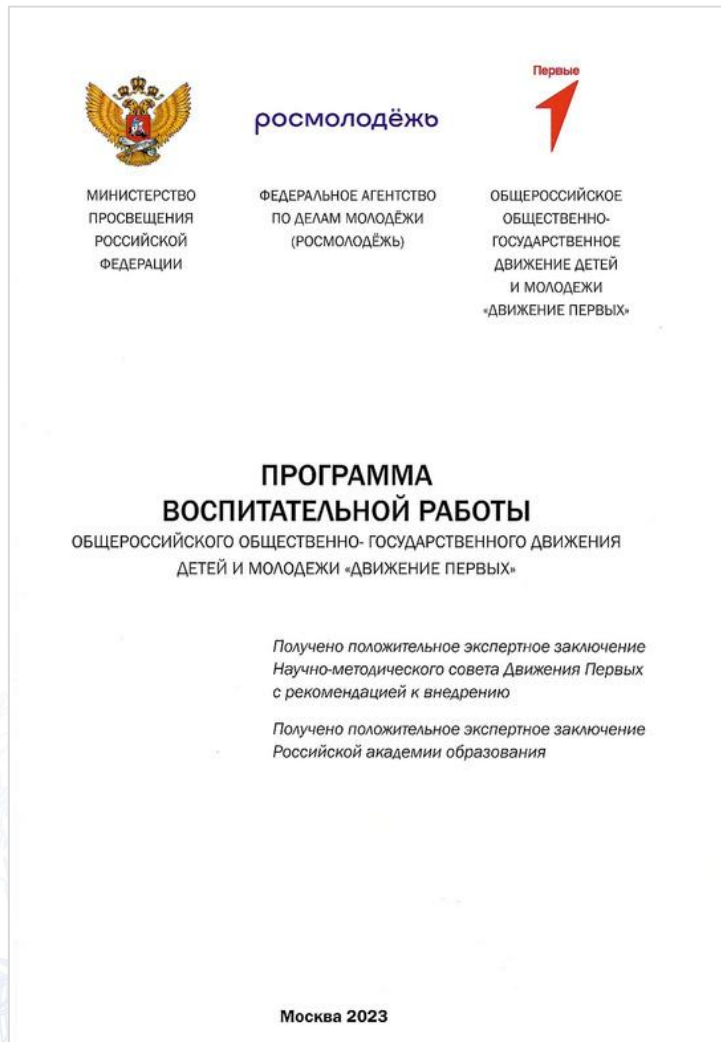 Первые
росмолодёжь
МИНИСТЕРСТВО
ПРОСВЕЩЕНИЯ
РОССИЙСКОЙ
ФЕДЕРАЦИИ
ФЕДЕРАЛЬНОЕ АГЕНТСТВО
ПО ДЕЛАМ МОЛОДЁЖИ
(РОСМОЛОДЁЖЬ)
ОБЩЕРОССИЙСКОЕ
ОБЩЕСТВЕННО-
ГОСУДАРСТВЕННОЕ
ДВИЖЕНИЕ ДЕТЕЙ
И МОЛОДЕЖИ
«ДВИЖЕНИЕ ПЕРВЫХ»
ПРОГРАММА
ВОСПИТАТЕЛЬНОЙ РАБОТЫ
ОБЩЕРОССИЙСКОГО ОБЩЕСТВЕННО- ГОСУДАРСТВЕННОГО ДВИЖЕНИЯ
ДЕТЕЙ И МОЛОДЕЖИ «ДВИЖЕНИЕ ПЕРВЫХ»
Получено положительное экспертное заключение
Научно-методического совета Движения Первых
с рекомендацией к внедрению
Получено положительное экспертное заключение
Российской академии образования
Москва 2023